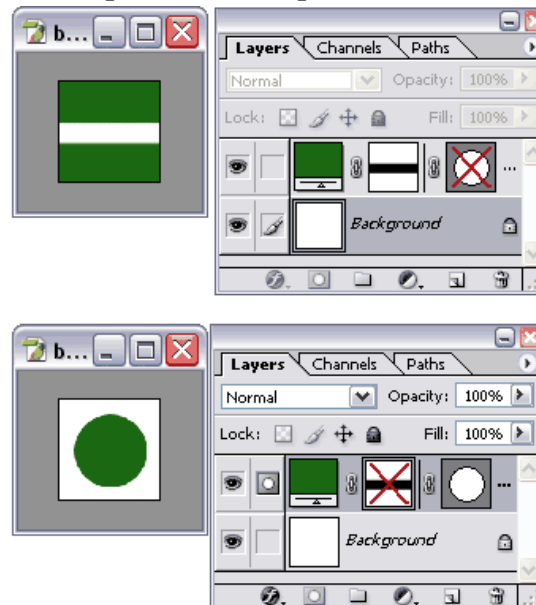 b...
Layers Channels Paths
Normal Opacity: 100%
Lock: Fill: 100%
...
Background
b...
Layers Channels Paths
Normal Opacity: 100%
Lock: Fill: 100%
...
Background